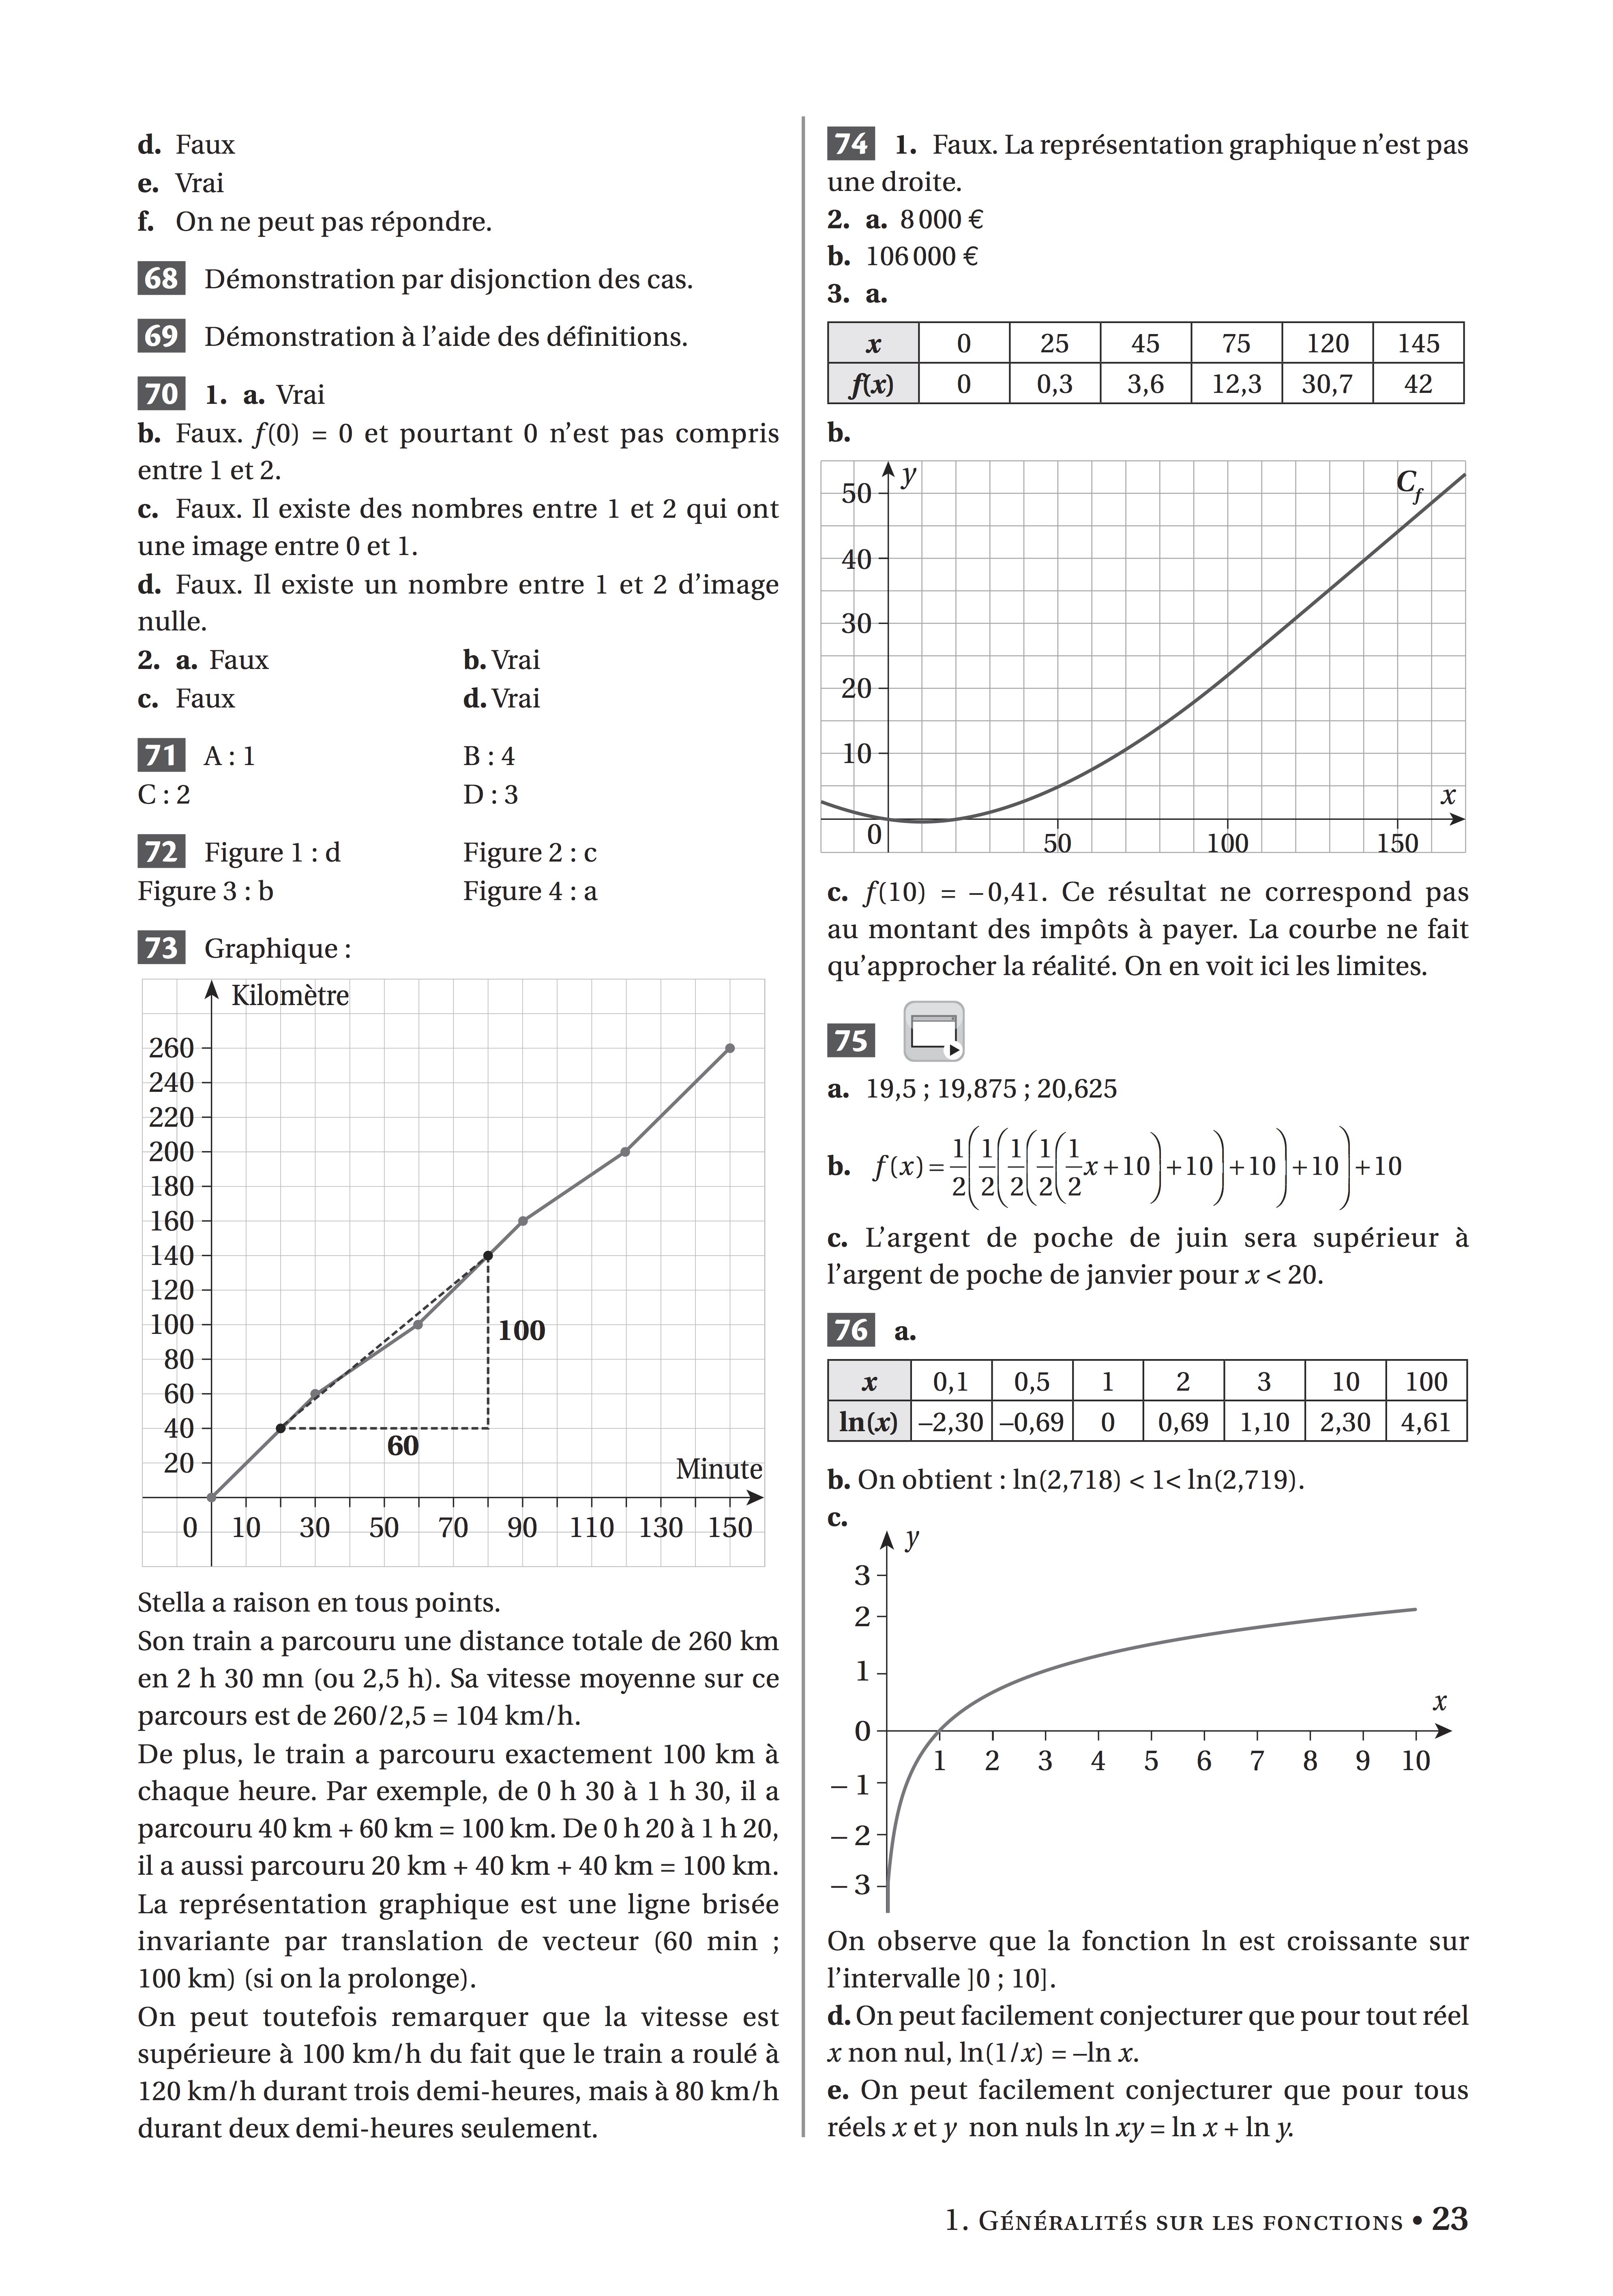 d. Faux
e. Vrai
f. On ne peut pas répondre.
68 Démonstration par disjonction des cas.
69 Démonstration à l'aide des définitions.
70 1. a. Vrai
b. Faux. f(0) = 0 et pourtant 0 n'est pas compris
entre 1 et 2.
c. Faux. Il existe des nombres entre 1 et 2 qui ont
une image entre 0 et 1.
d. Faux. Il existe un nombre entre 1 et 2 d'image
nulle.
2. a. Faux b. Vrai
c. Faux d. Vrai
71 A : 1 B : 4
C : 2 D : 3
72 Figure 1 : d Figure 2 : c
Figure 3 : b Figure 4 : a
73 Graphique :
Kilomètre
260
240
220
200
180
160
140
120
100
80
60
40
20
100
60
Minute
0 10 30 50 70 90 110 130 150
Stella a raison en tous points.
Son train a parcouru une distance totale de 260 km
en 2 h 30 mn (ou 2,5 h). Sa vitesse moyenne sur ce
parcours est de 260/2,5 = 104 km/h.
De plus, le train a parcouru exactement 100 km à
chaque heure. Par exemple, de 0 h 30 à 1 h 30, il a
parcouru 40 km + 60 km = 100 km. De 0 h 20 à 1 h 20,
il a aussi parcouru 20 km + 40 km + 40 km = 100 km.
La représentation graphique est une ligne brisée
invariante par translation de vecteur (60 min ;
100 km) (si on la prolonge).
On peut toutefois remarquer que la vitesse est
supérieure à 100 km/h du fait que le train a roulé à
120 km/h durant trois demi-heures, mais à 80 km/h
durant deux demi-heures seulement.
74 1. Faux. La représentation graphique n'est pas
une droite.
2. a. 8 000 €
b. 106 000 €
3. a.
x 0 25 45 75 120 145
f(x) 0 0,3 3,6 12,3 30,7 42
b.
y
C_f
50
40
30
20
10
x
0 50 100 150
c. f(10) = −0,41. Ce résultat ne correspond pas
au montant des impôts à payer. La courbe ne fait
qu'approcher la réalité. On en voit ici les limites.
75
a. 19,5 ; 19,875 ; 20,625
b. f(x) = 1/2(1/2(1/2(1/2(1/2x + 10) + 10) + 10) + 10) + 10
c. L'argent de poche de juin sera supérieur à
l'argent de poche de janvier pour x < 20.
76 a.
x 0,1 0,5 1 2 3 10 100
ln(x) –2,30 –0,69 0 0,69 1,10 2,30 4,61
b. On obtient : ln(2,718) < 1< ln(2,719).
c.
y
3
2
1
x
0
1 2 3 4 5 6 7 8 9 10
– 1
– 2
– 3
On observe que la fonction ln est croissante sur
l'intervalle ]0 ; 10].
d. On peut facilement conjecturer que pour tout réel
x non nul, ln(1/x) = –ln x.
e. On peut facilement conjecturer que pour tous
réels x et y non nuls ln xy = ln x + ln y.
1. Généralités sur les fonctions • 23